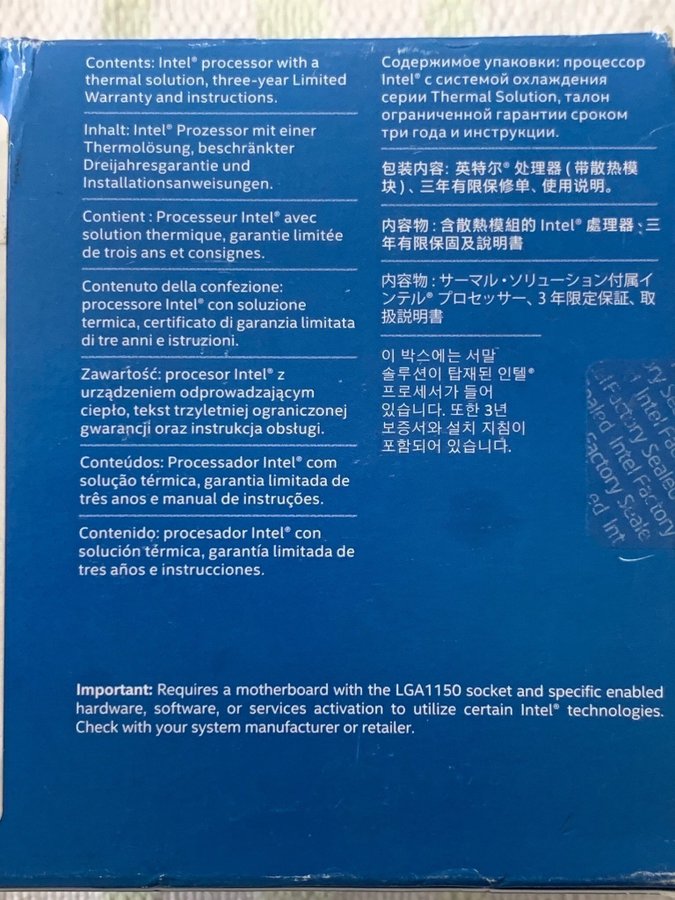 Contents: Intel® processor with a
thermal solution, three-year Limited
Warranty and instructions.
Inhalt: Intel® Prozessor mit einer
Thermolösung, beschränkter
Dreijahresgarantie und
Installationsanweisungen.
Contient : Processeur Intel® avec
solution thermique, garantie limitée
de trois ans et consignes.
Contenuto della confezione:
processore Intel® con soluzione
termica, certificato di garanzia limitata
di tre anni e istruzioni.
Zawartość: procesor Intel® z
urządzeniem odprowadzającym
ciepło, tekst trzyletniej ograniczonej
gwarancji oraz instrukcja obsługi.
Conteúdos: Processador Intel® com
solução térmica, garantia limitada de
três anos e manual de instruções.
Contenido: procesador Intel® con
solución térmica, garantía limitada de
tres años e instrucciones.
Содержимое упаковки: процессор
Intel® с системой охлаждения
серии Thermal Solution, талон
ограниченной гарантии сроком
три года и инструкции.
包装内容: 英特尔® 处理器 (带散热模
块)、三年有限保修单、使用说明。
內容物 : 含散熱模組的 Intel® 處理器、三
年有限保固及說明書
内容物 : サーマル・ソリューション付属イ
ンテル® プロセッサー、3 年限定保証、取
扱説明書
이 박스에는 서말
솔루션이 탑재된 인텔®
프로세서가 들어
있습니다. 또한 3년
보증서와 설치 지침이
포함되어 있습니다.
Intel Fac
Factory Sealed
Intel Factory
Factory Seale
ed Int
Important: Requires a motherboard with the LGA1150 socket and specific enabled
hardware, software, or services activation to utilize certain Intel® technologies.
Check with your system manufacturer or retailer.